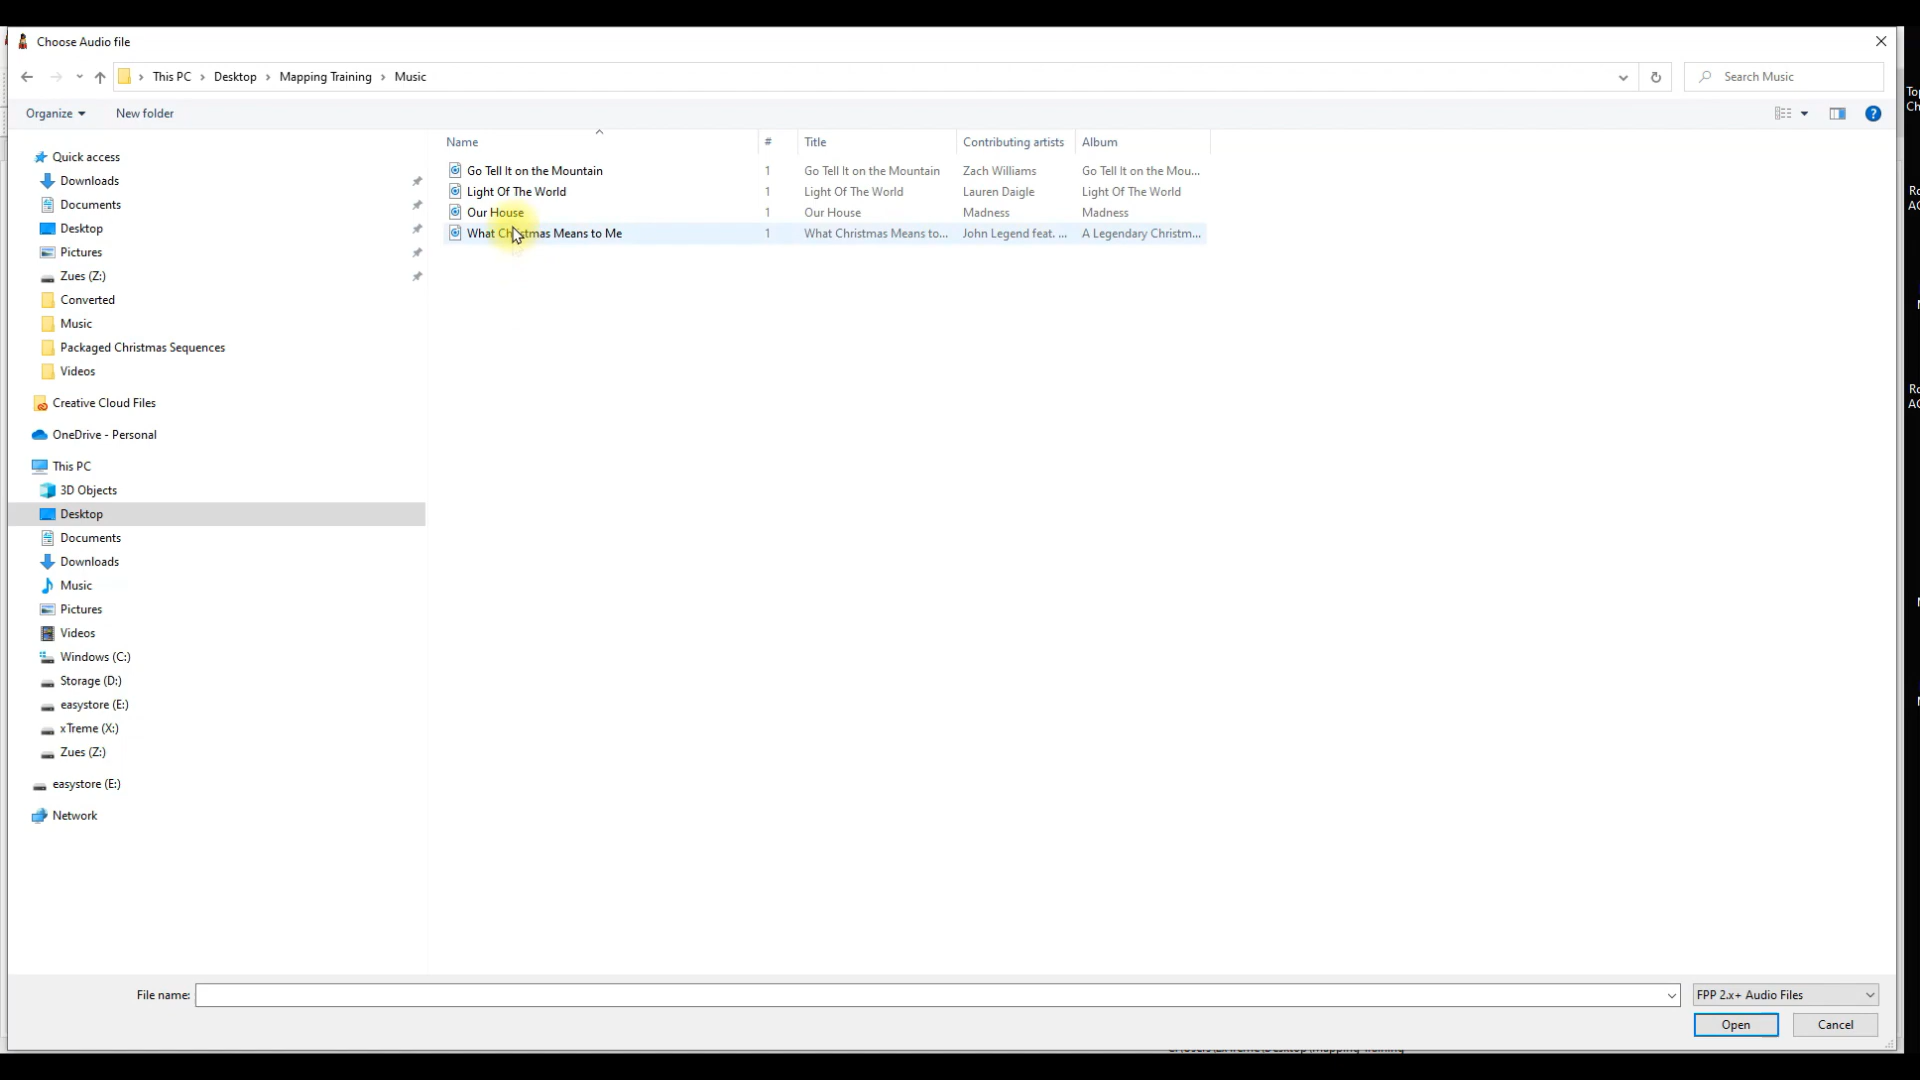 Choose Audio file
This PC Desktop Mapping Training Music
Search Music
Organize New folder
Name # Title Contributing artists Album
Go Tell It on the Mountain 1 Go Tell It on the Mountain Zach Williams Go Tell It on the Mou...
Light Of The World 1 Light Of The World Lauren Daigle Light Of The World
Our House 1 Our House Madness Madness
What Christmas Means to Me 1 What Christmas Means to... John Legend feat. ... A Legendary Christm...
Quick access
Downloads
Documents
Desktop
Pictures
Zues (Z:)
Converted
Music
Packaged Christmas Sequences
Videos
Creative Cloud Files
OneDrive - Personal
This PC
3D Objects
Desktop
Documents
Downloads
Music
Pictures
Videos
Windows (C:)
Storage (D:)
easystore (E:)
xTreme (X:)
Zues (Z:)
easystore (E:)
Network
File name: FPP 2.x+ Audio Files
Open Cancel